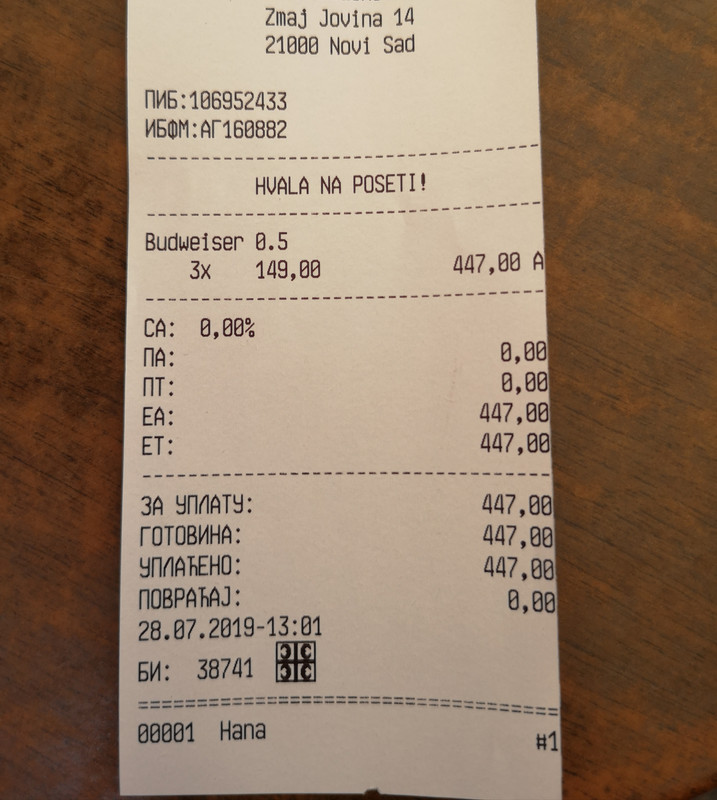 Zmaj Jovina 14
21000 Novi Sad
ПИБ:106952433
ИБФМ:АГ160882
HVALA NA POSETI!
Budweiser 0.5
3x 149,00 447,00 A
СА: 0,00%
ПА: 0,00
ПТ: 0,00
ЕА: 447,00
ЕТ: 447,00
ЗА УПЛАТУ: 447,00
ГОТОВИНА: 447,00
УПЛАЋЕНО: 447,00
ПОВРАЋАЈ: 0,00
28.07.2019-13:01
БИ: 38741
00001 Hana #1